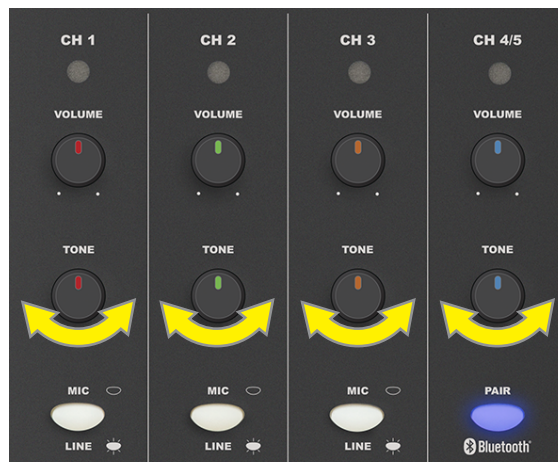 CH 1
CH 2
CH 3
CH 4/5
VOLUME
VOLUME
VOLUME
VOLUME
TONE
TONE
TONE
TONE
MIC
MIC
MIC
PAIR
LINE
LINE
LINE
Bluetooth®